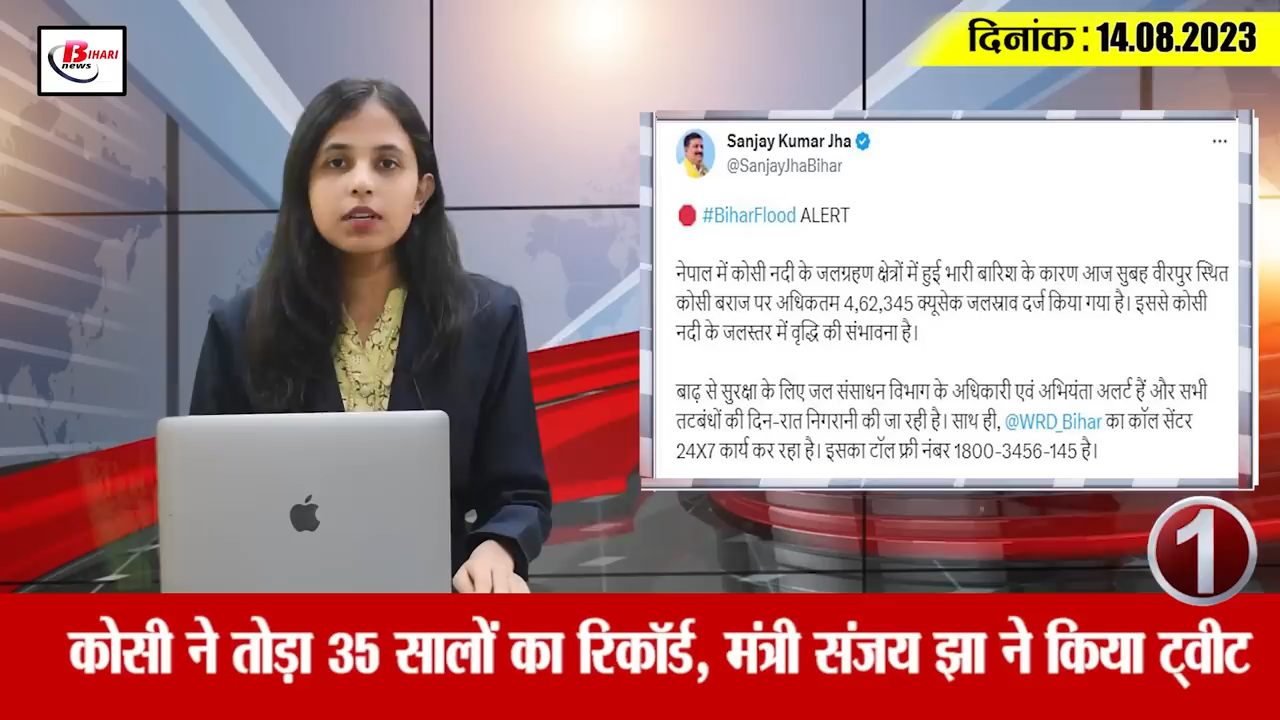 BIHARI
news
दिनांक : 14.08.2023
Sanjay Kumar Jha
@SanjayJhaBihar
#BiharFlood ALERT
नेपाल में कोसी नदी के जलग्रहण क्षेत्रों में हुई भारी बारिश के कारण आज सुबह वीरपुर स्थित
कोसी बराज पर अधिकतम 4,62,345 क्यूसेक जलस्राव दर्ज किया गया है। इससे कोसी
नदी के जलस्तर में वृद्धि की संभावना है।
बाढ़ से सुरक्षा के लिए जल संसाधन विभाग के अधिकारी एवं अभियंता अलर्ट हैं और सभी
तटबंधों की दिन-रात निगरानी की जा रही है। साथ ही, @WRD_Bihar का कॉल सेंटर
24X7 कार्य कर रहा है। इसका टॉल फ्री नंबर 1800-3456-145 है।
1
कोसी ने तोड़ा 35 सालों का रिकॉर्ड, मंत्री संजय झा ने किया ट्वीट